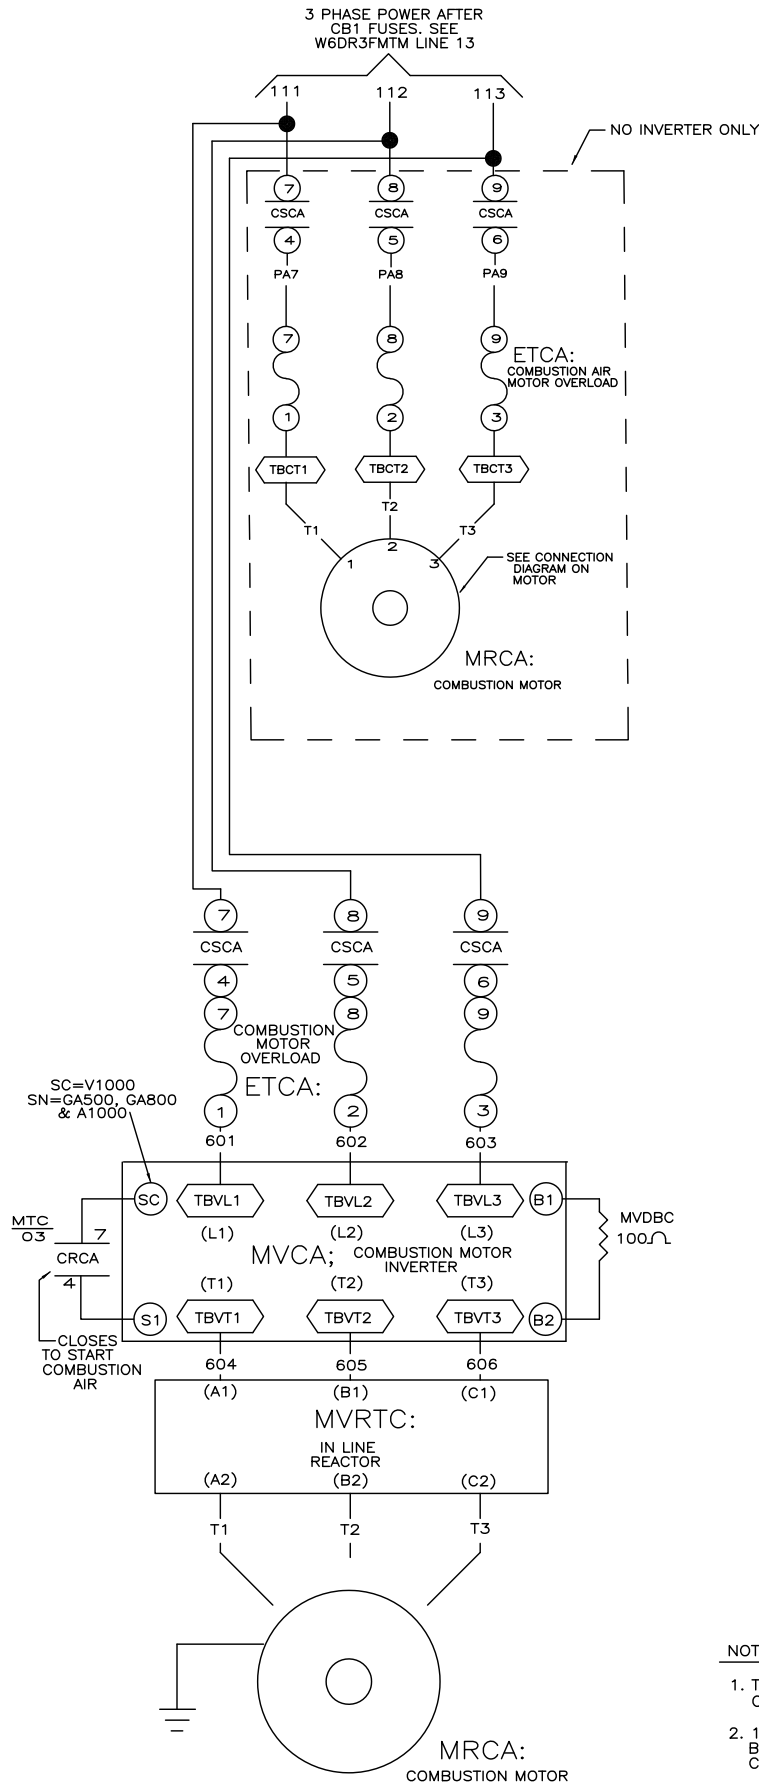 3 PHASE POWER AFTER
CB1 FUSES. SEE
W6DR3FMTM LINE 13
111
112
113
NO INVERTER ONLY
7
8
9
CSCA
CSCA
CSCA
4
5
6
PA7
PA8
PA9
7
8
9
ETCA:
COMBUSTION AIR
MOTOR OVERLOAD
1
2
3
TBCT1
TBCT2
TBCT3
T1
T2
T3
1
2
3
SEE CONNECTION
DIAGRAM ON
MOTOR
MRCA:
COMBUSTION MOTOR
7
8
9
CSCA
CSCA
CSCA
4
5
6
7
8
9
COMBUSTION
MOTOR
OVERLOAD
ETCA:
SC=V1000
SN=GA500, GA800
& A1000
1
2
3
601
602
603
SC
TBVL1
TBVL2
TBVL3
B1
(L1)
(L2)
(L3)
MTC
03
7
CRCA
4
MVCA; COMBUSTION MOTOR
INVERTER
MVDBC
100Ω
(T1)
(T2)
(T3)
S1
TBVT1
TBVT2
TBVT3
B2
CLOSES
TO START
COMBUSTION
AIR
604
605
606
(A1)
(B1)
(C1)
MVRTC:
IN LINE
REACTOR
(A2)
(B2)
(C2)
T1
T2
T3
MRCA:
COMBUSTION MOTOR
NOT
1. T
C
2. 1
B
C